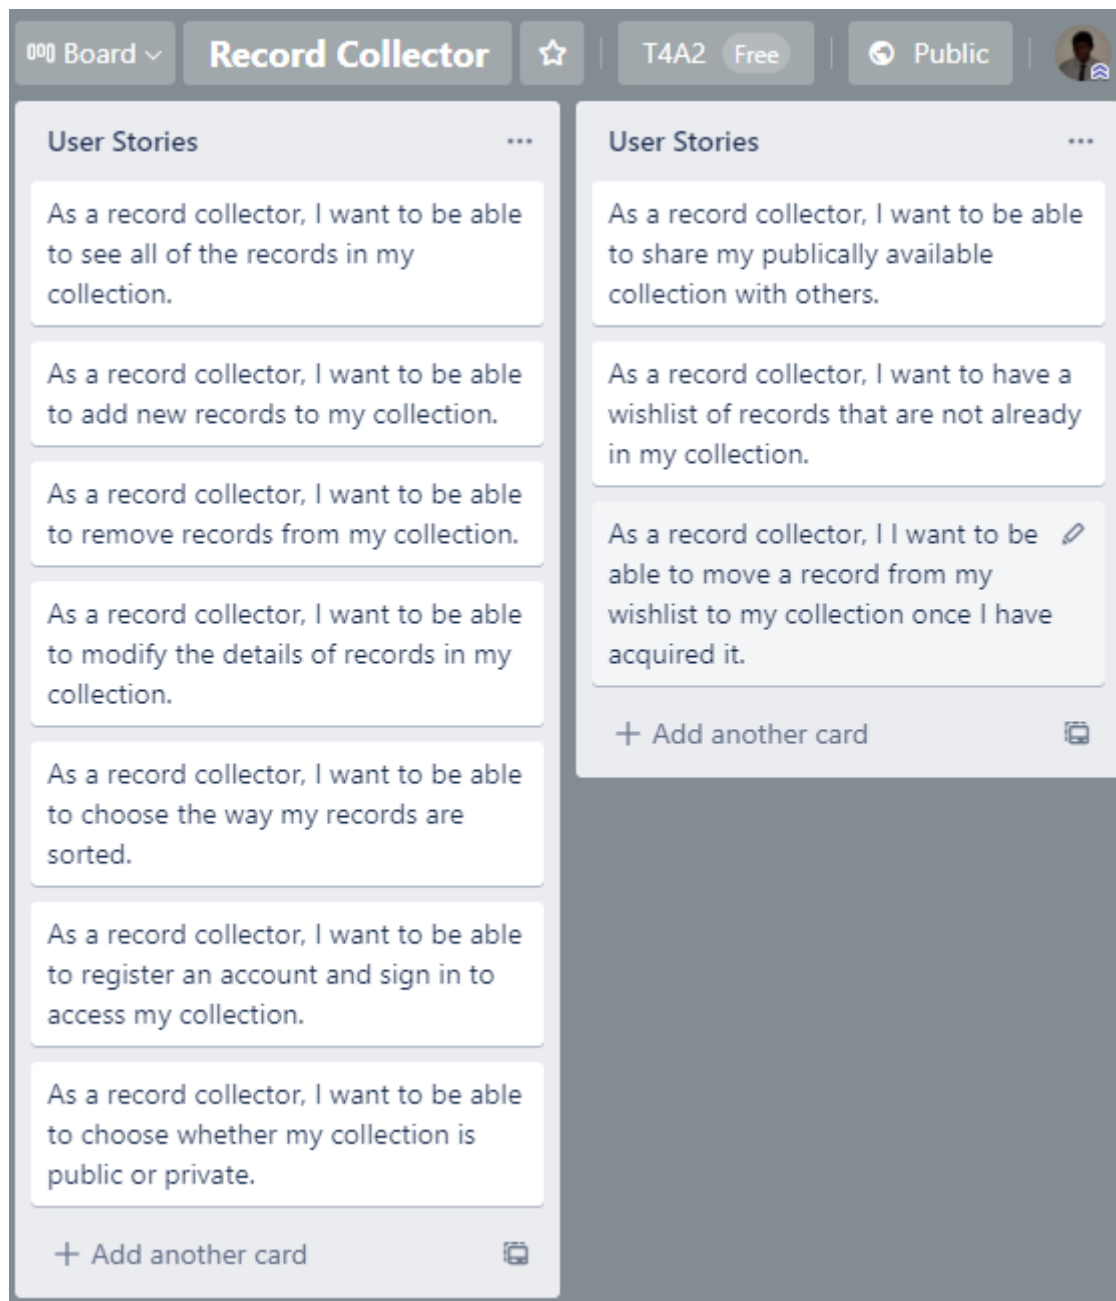 Board
Record Collector
T4A2 Free
Public
User Stories
As a record collector, I want to be able
to see all of the records in my
collection.
As a record collector, I want to be able
to add new records to my collection.
As a record collector, I want to be able
to remove records from my collection.
As a record collector, I want to be able
to modify the details of records in my
collection.
As a record collector, I want to be able
to choose the way my records are
sorted.
As a record collector, I want to be able
to register an account and sign in to
access my collection.
As a record collector, I want to be able
to choose whether my collection is
public or private.
+ Add another card
User Stories
As a record collector, I want to be able
to share my publically available
collection with others.
As a record collector, I want to have a
wishlist of records that are not already
in my collection.
As a record collector, I I want to be
able to move a record from my
wishlist to my collection once I have
acquired it.
+ Add another card